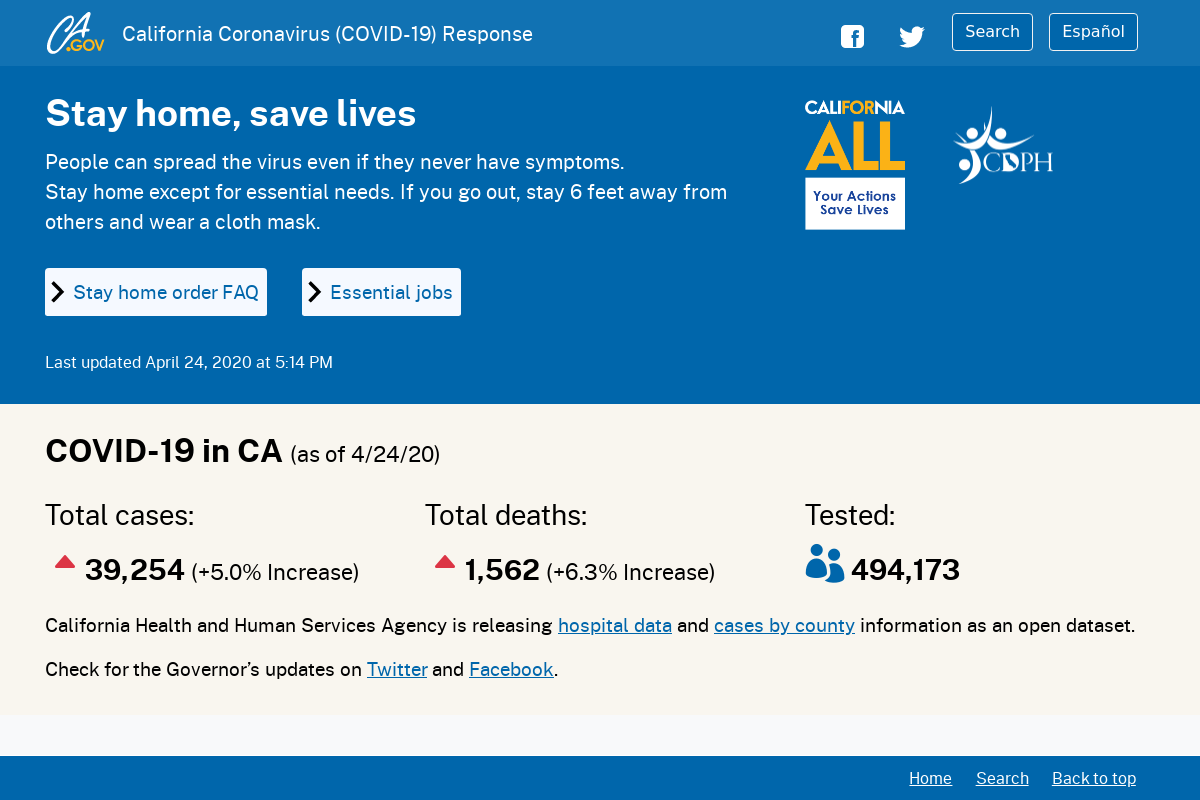 CA.GOV California Coronavirus (COVID-19) Response
Search
Español
Stay home, save lives
People can spread the virus even if they never have symptoms.
Stay home except for essential needs. If you go out, stay 6 feet away from
others and wear a cloth mask.
CALIFORNIA
ALL
Your Actions
Save Lives
CDPH
Stay home order FAQ
Essential jobs
Last updated April 24, 2020 at 5:14 PM
COVID-19 in CA (as of 4/24/20)
Total cases:
39,254 (+5.0% Increase)
Total deaths:
1,562 (+6.3% Increase)
Tested:
494,173
California Health and Human Services Agency is releasing hospital data and cases by county information as an open dataset.
Check for the Governor’s updates on Twitter and Facebook.
Home Search Back to top